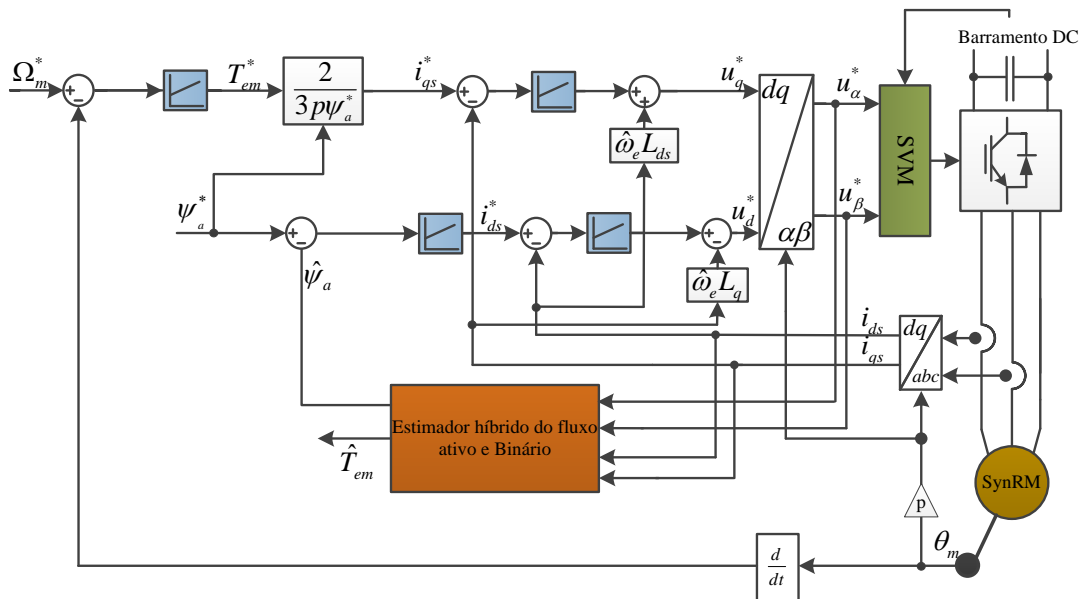 Barramento DC
Ω*m
T*em
2
3pψ*a
i*qs
u*q
dq
αβ
u*α
u*β
SVM
ω̂eLds
ψ*a
ψ̂a
i*ds
u*d
ω̂eLq
ids
iqs
dq
abc
Estimador híbrido do fluxo
ativo e Binário
T̂em
SynRM
p
θm
d
dt